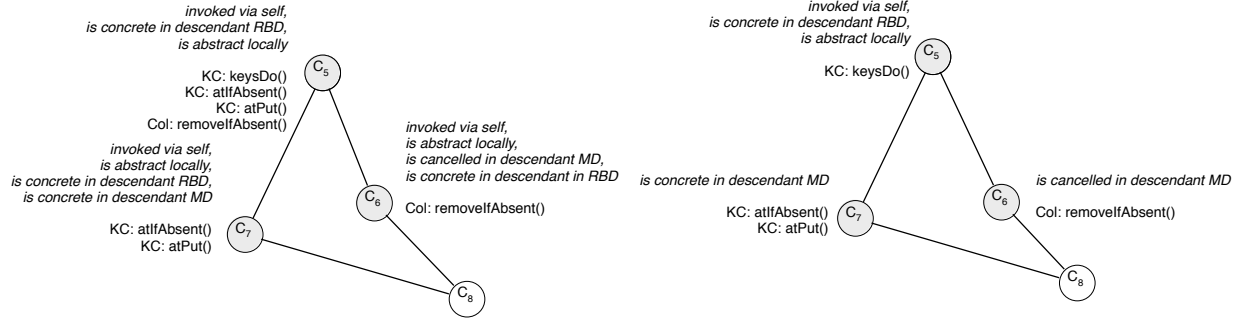 invoked via self,
is concrete in descendant RBD,
is abstract locally
C5
KC: keysDo()
KC: atIfAbsent()
KC: atPut()
Col: removeIfAbsent()
invoked via self,
is abstract locally,
is concrete in descendant RBD,
is concrete in descendant MD
invoked via self,
is abstract locally,
is cancelled in descendant MD,
is concrete in descendant in RBD
C6
Col: removeIfAbsent()
KC: atIfAbsent()
KC: atPut()
C7
C8
invoked via self,
is concrete in descendant RBD,
is abstract locally
C5
KC: keysDo()
is concrete in descendant MD
is cancelled in descendant MD
KC: atIfAbsent()
KC: atPut()
C7
C6
Col: removeIfAbsent()
C8